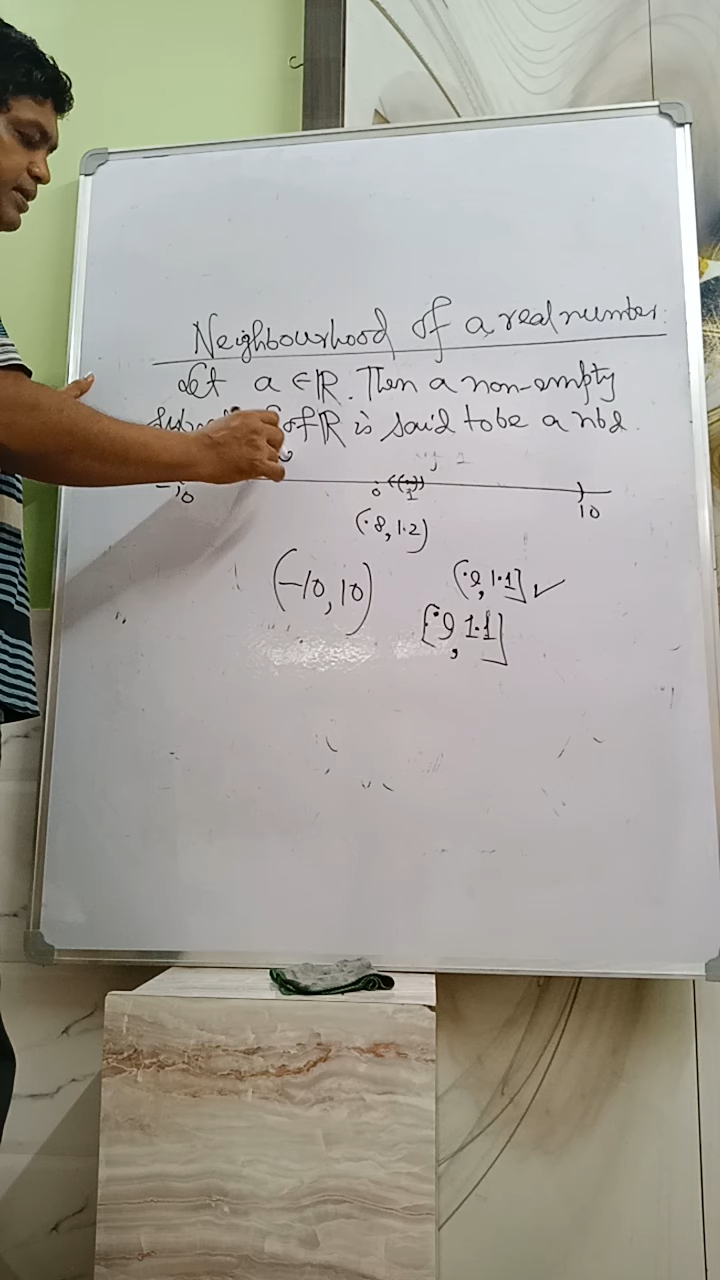 Neighbourhood of a real number:
Let a ∈ ℝ. Then a non-empty
of ℝ is said to be a nbd.
0 1 10
(·8, 1·2)
(-10, 10) (·9, 1·1] ✓
[·9, 1·1]